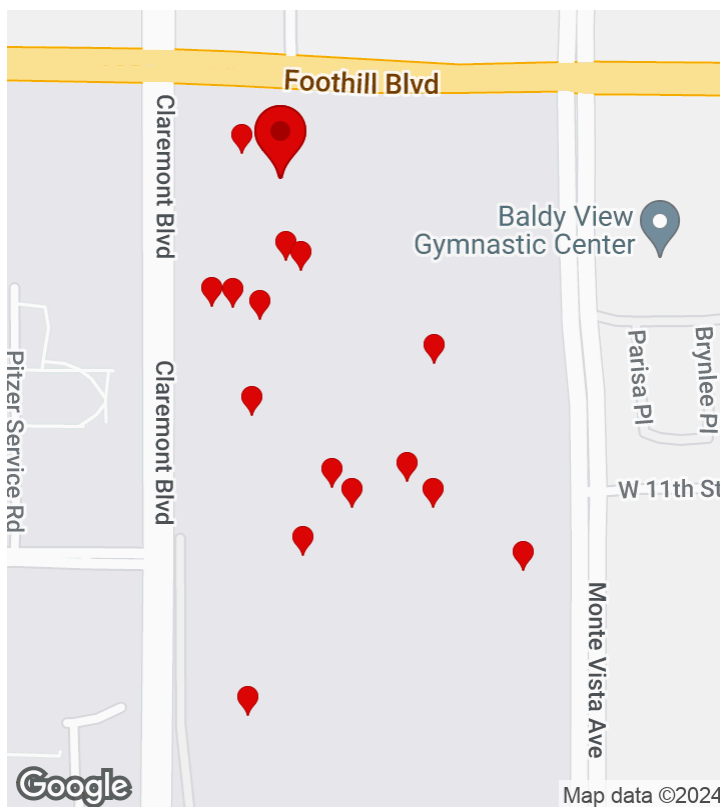 Foothill Blvd
Claremont Blvd
Baldy View
Gymnastic Center
Pitzer Service Rd
Claremont Blvd
Parisa Pl
Brynlee Pl
W 11th St
Monte Vista Ave
Google
Map data ©2024